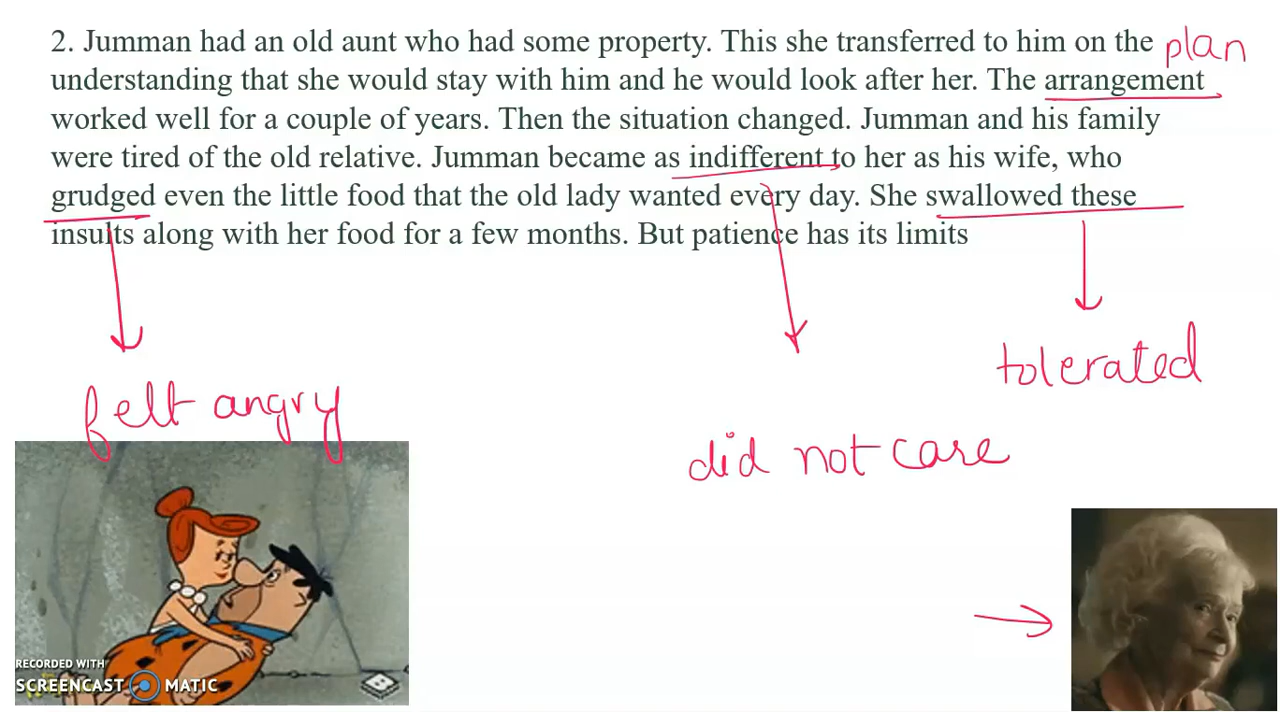 2. Jumman had an old aunt who had some property. This she transferred to him on the plan
understanding that she would stay with him and he would look after her. The arrangement
worked well for a couple of years. Then the situation changed. Jumman and his family
were tired of the old relative. Jumman became as indifferent to her as his wife, who
grudged even the little food that the old lady wanted every day. She swallowed these
insults along with her food for a few months. But patience has its limits
tolerated
felt angry
did not care
RECORDED WITH
SCREENCAST MATIC